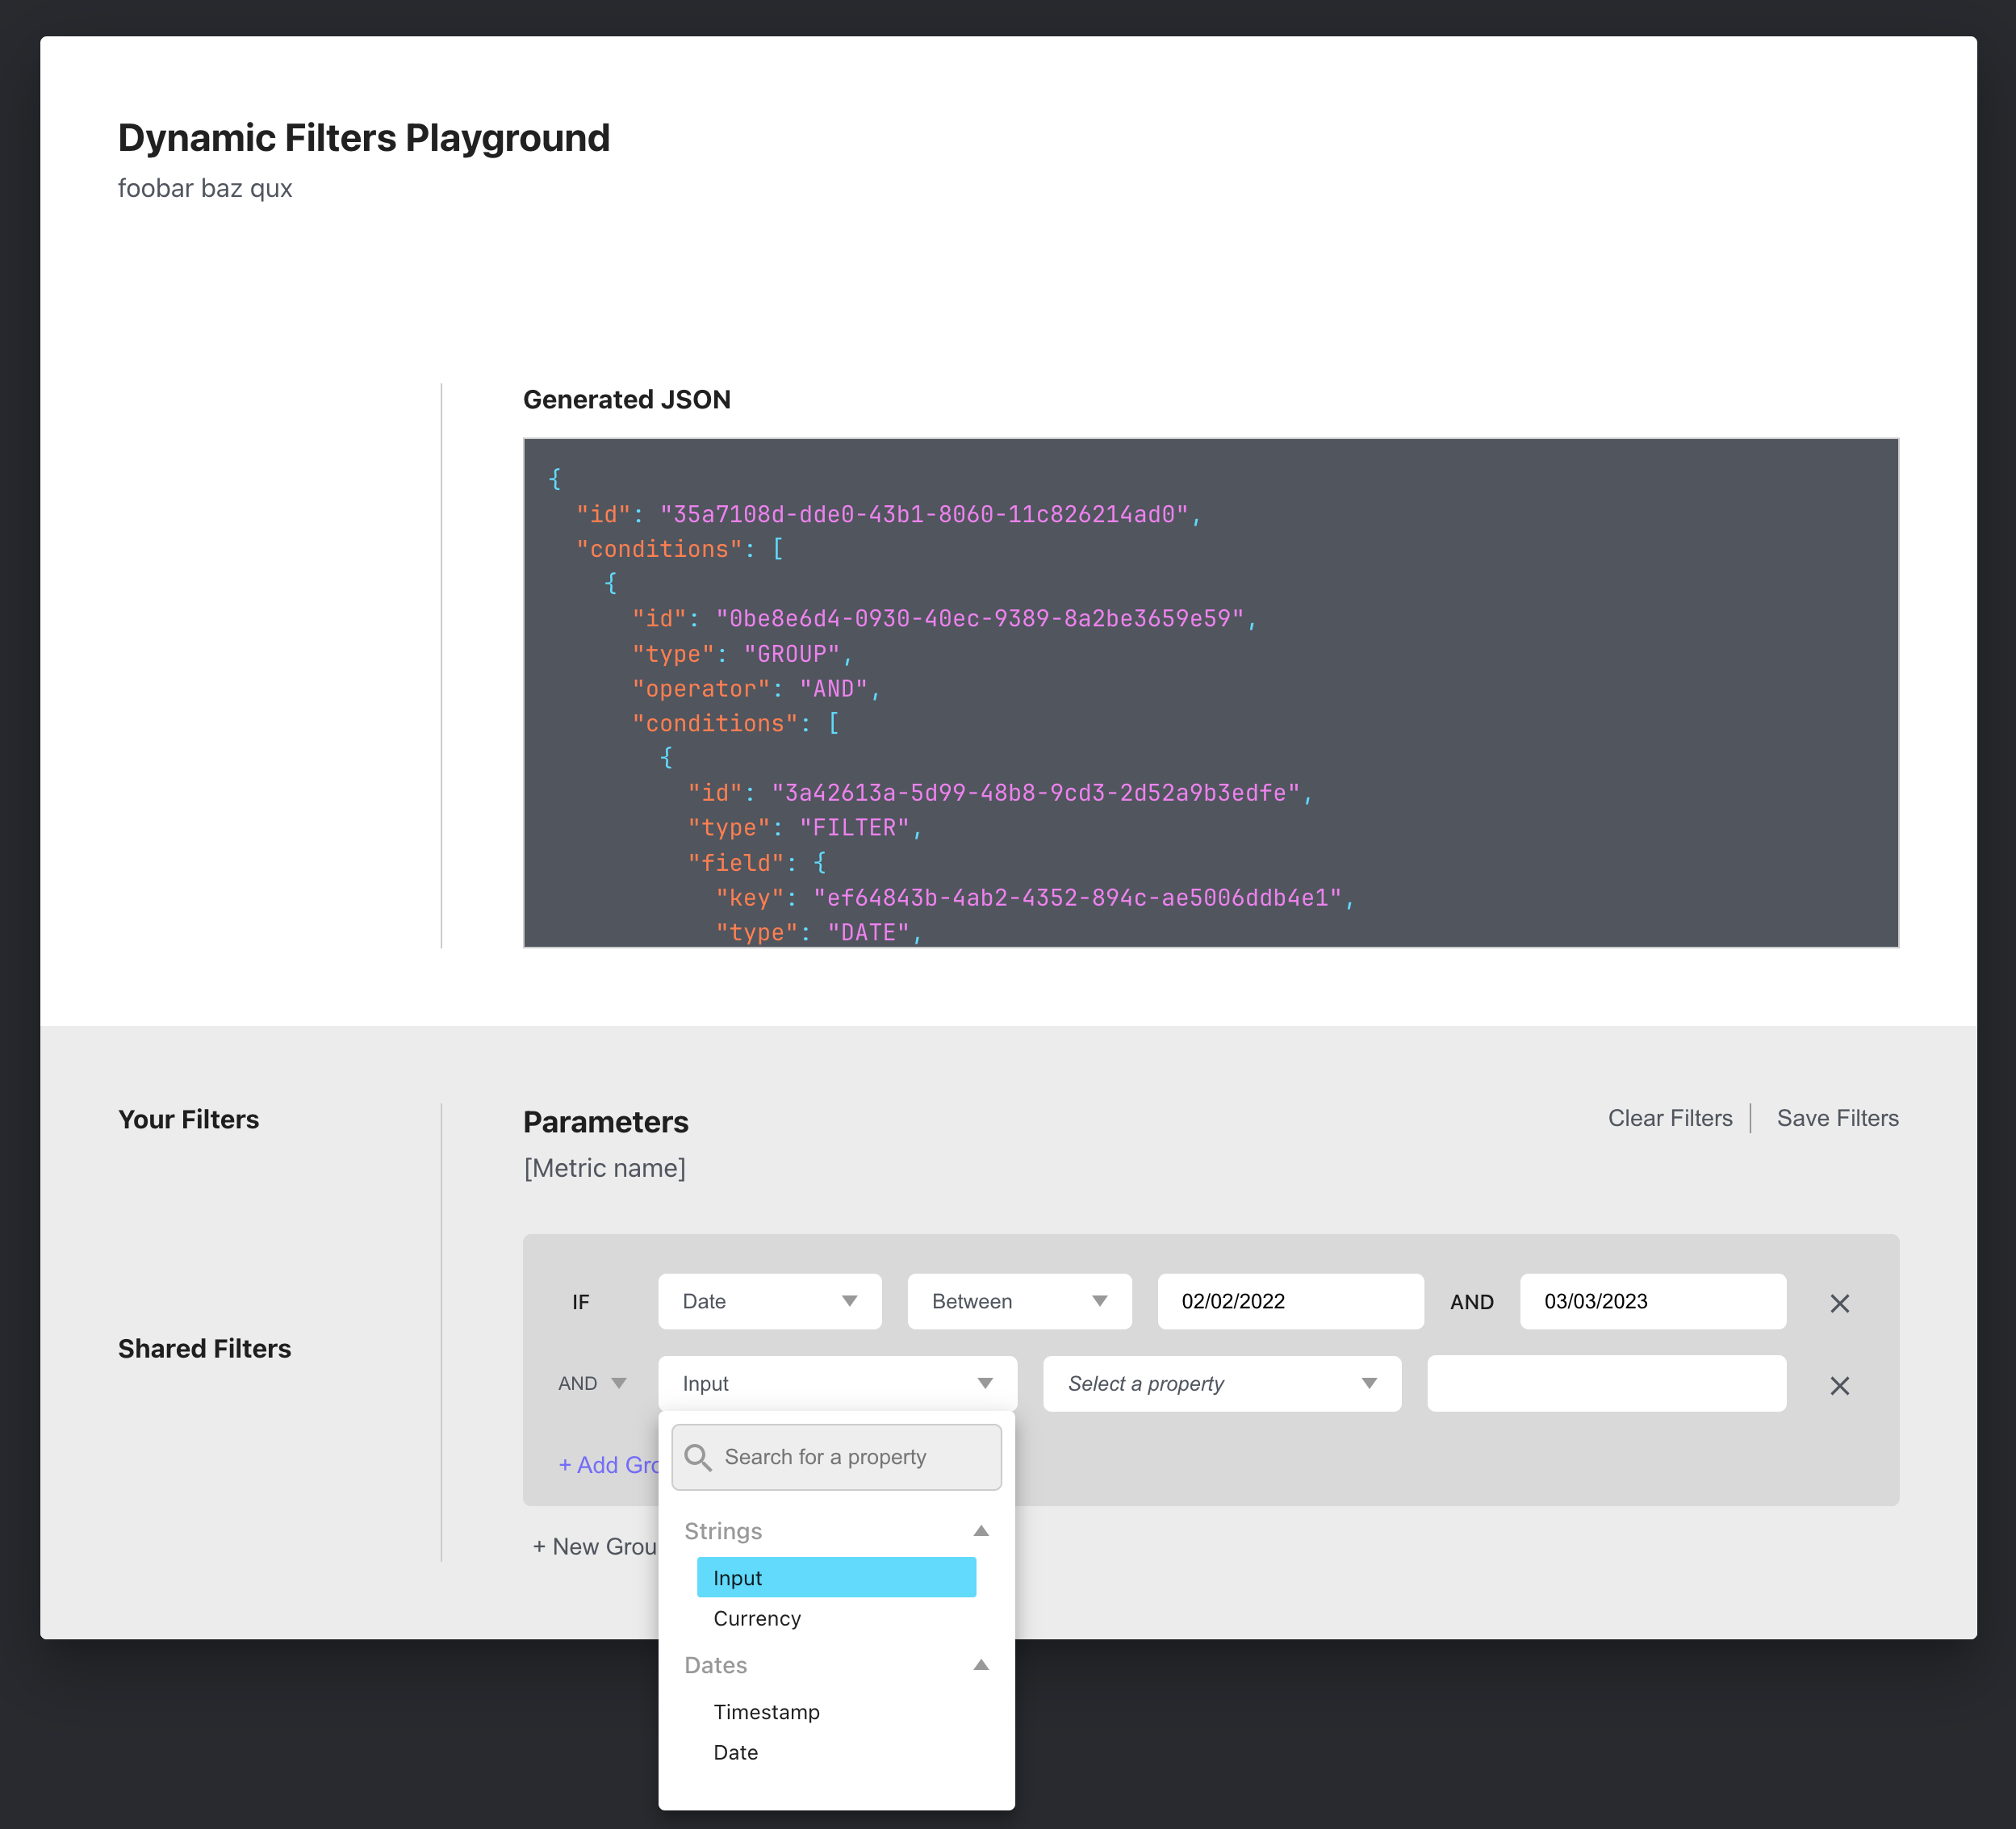 Dynamic Filters Playground
foobar baz qux
Generated JSON
{
"id": "35a7108d-dde0-43b1-8060-11c826214ad0",
"conditions": [
{
"id": "0be8e6d4-0930-40ec-9389-8a2be3659e59",
"type": "GROUP",
"operator": "AND",
"conditions": [
{
"id": "3a42613a-5d99-48b8-9cd3-2d52a9b3edfe",
"type": "FILTER",
"field": {
"key": "ef64843b-4ab2-4352-894c-ae5006ddb4e1",
"type": "DATE",
Your Filters
Shared Filters
Parameters
[Metric name]
Clear Filters
Save Filters
IF Date Between 02/02/2022 AND 03/03/2023
AND Input Select a property
+ Add Gro
+ New Grou
Search for a property
Strings
Input
Currency
Dates
Timestamp
Date